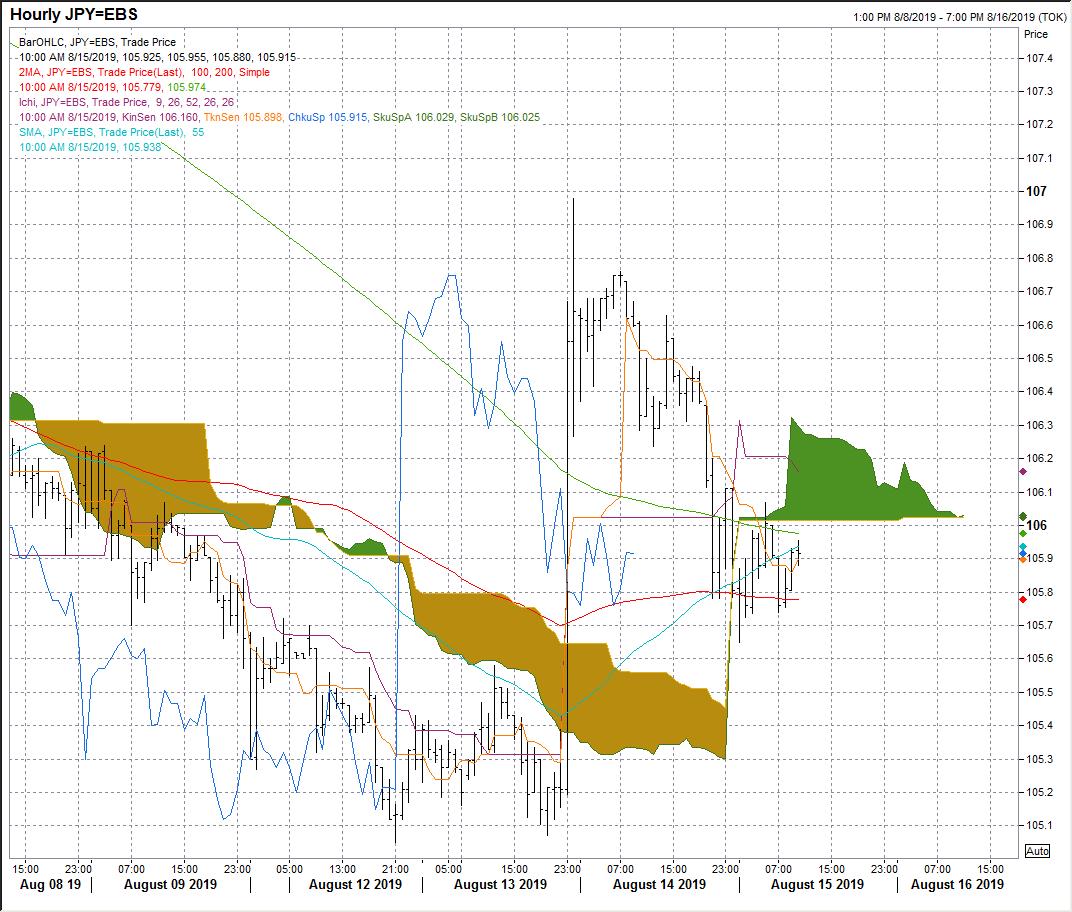 Hourly JPY=EBS
1:00 PM 8/8/2019 - 7:00 PM 8/16/2019 (TOK)
Price
BarOHLC, JPY=EBS, Trade Price
10:00 AM 8/15/2019, 105.925, 105.955, 105.880, 105.915
2MA, JPY=EBS, Trade Price(Last), 100, 200, Simple
10:00 AM 8/15/2019, 105.779, 105.974
Ichi, JPY=EBS, Trade Price, 9, 26, 52, 26, 26
10:00 AM 8/15/2019, KinSen 106.160, TknSen 105.898, ChkuSp 105.915, SkuSpA 106.029, SkuSpB 106.025
SMA, JPY=EBS, Trade Price(Last), 55
10:00 AM 8/15/2019, 105.938
107.4
107.3
107.2
107.1
107
106.9
106.8
106.7
106.6
106.5
106.4
106.3
106.2
106.1
106
105.9
105.8
105.7
105.6
105.5
105.4
105.3
105.2
105.1
Auto
15:00 23:00 07:00 15:00 23:00 05:00 13:00 21:00 05:00 15:00 23:00 07:00 15:00 23:00 07:00 15:00 23:00 07:00 15:00
Aug 08 19 August 09 2019 August 12 2019 August 13 2019 August 14 2019 August 15 2019 August 16 2019